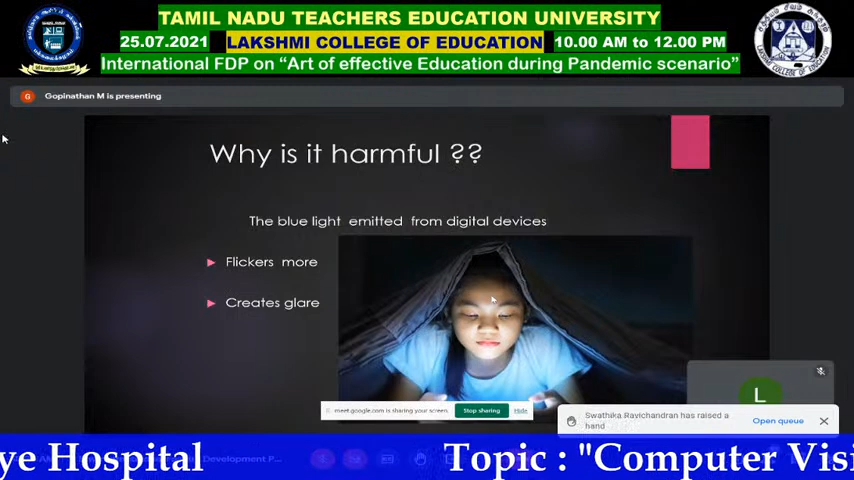 TAMIL NADU TEACHERS EDUCATION UNIVERSITY
25.07.2021 LAKSHMI COLLEGE OF EDUCATION 10.00 AM to 12.00 PM
International FDP on “Art of effective Education during Pandemic scenario”
G Gopinathan M is presenting
Why is it harmful ??
The blue light emitted from digital devices
Flickers more
Creates glare
L
meet.google.com is sharing your screen. Stop sharing Hide
Swathika Ravichandran has raised a
hand
Open queue
ye Hospital Topic : "Computer Visi
Development P...